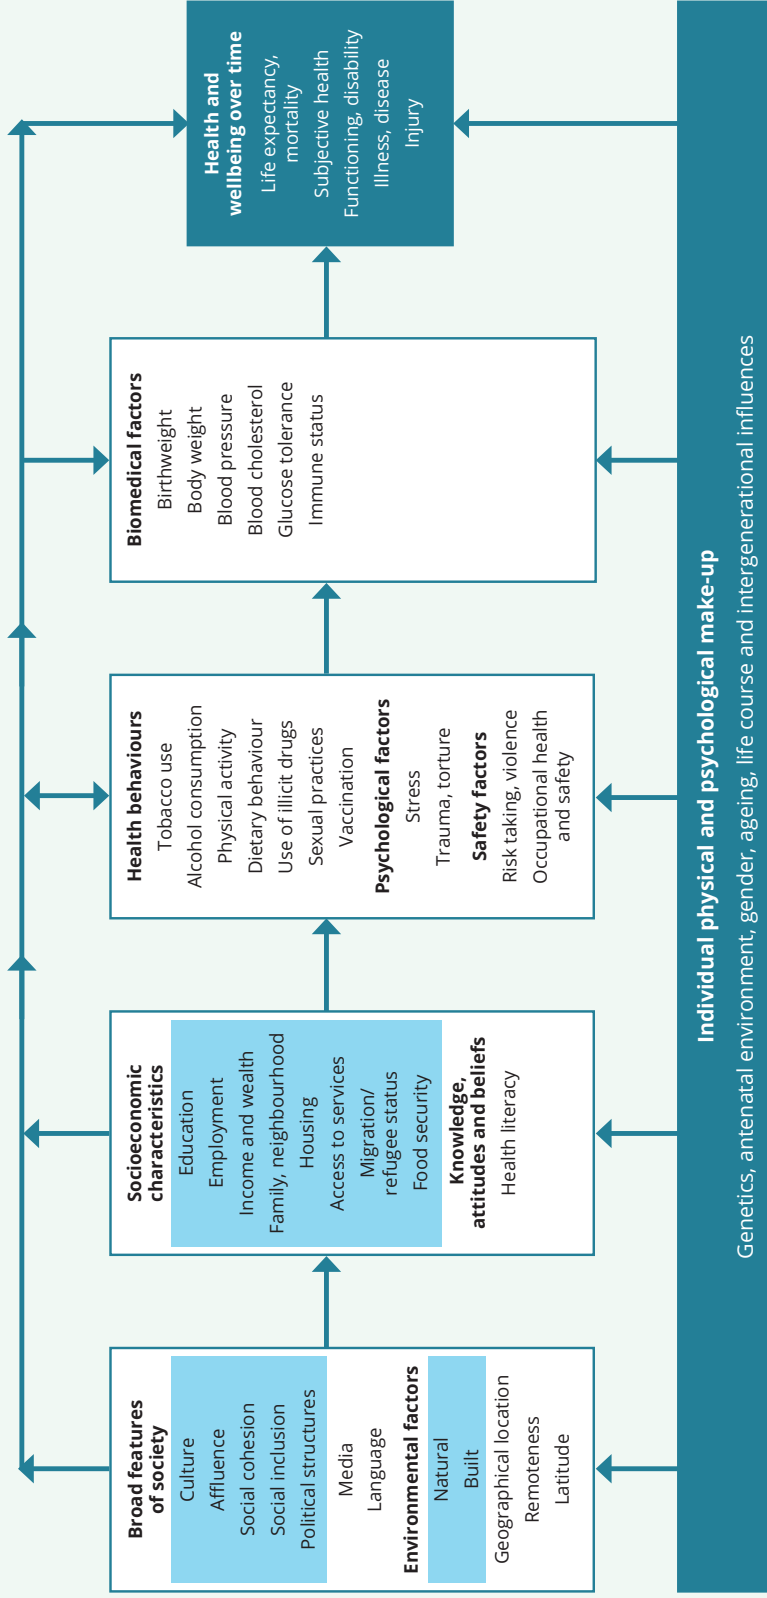 Broad features
of society
Culture
Affluence
Social cohesion
Social inclusion
Political structures
Media
Language
Environmental factors
Natural
Built
Geographical location
Remoteness
Latitude
Socioeconomic
characteristics
Education
Employment
Income and wealth
Family, neighbourhood
Housing
Access to services
Migration/
refugee status
Food security
Knowledge,
attitudes and beliefs
Health literacy
Health behaviours
Tobacco use
Alcohol consumption
Physical activity
Dietary behaviour
Use of illicit drugs
Sexual practices
Vaccination
Psychological factors
Stress
Trauma, torture
Safety factors
Risk taking, violence
Occupational health
and safety
Biomedical factors
Birthweight
Body weight
Blood pressure
Blood cholesterol
Glucose tolerance
Immune status
Health and
wellbeing over time
Life expectancy,
mortality
Subjective health
Functioning, disability
Illness, disease
Injury
Individual physical and psychological make-up
Genetics, antenatal environment, gender, ageing, life course and intergenerational influences